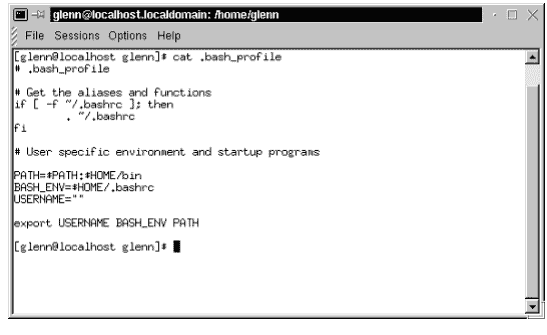 glenn@localhost.localdomain: /home/glenn
File Sessions Options Help
[glenn@localhost glenn]$ cat .bash_profile
# .bash_profile
# Get the aliases and functions
if [ -f ~/.bashrc ]; then
. ~/.bashrc
fi
# User specific environment and startup programs
PATH=$PATH:$HOME/bin
BASH_ENV=$HOME/.bashrc
USERNAME=""
export USERNAME BASH_ENV PATH
[glenn@localhost glenn]$